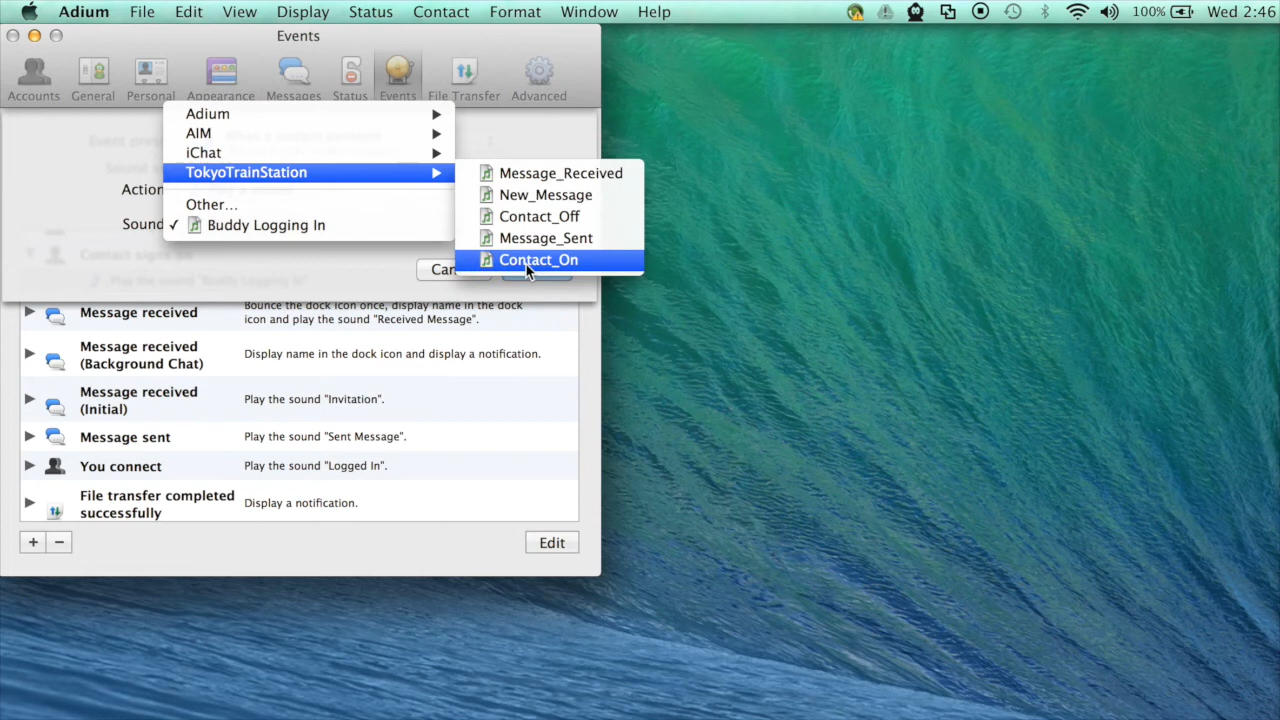 Adium File Edit View Display Status Contact Format Window Help 100% Wed 2:46
Events
Accounts General Personal Appearance Messages Status Events File Transfer Advanced
Adium
AIM
iChat
TokyoTrainStation
Other...
Buddy Logging In
Message_Received
New_Message
Contact_Off
Message_Sent
Contact_On
Action
Sound
Can
Message received
Bounce the dock icon once, display name in the dock
icon and play the sound "Received Message".
Message received
(Background Chat)
Display name in the dock icon and display a notification.
Message received
(Initial)
Play the sound "Invitation".
Message sent
Play the sound "Sent Message".
You connect
Play the sound "Logged In".
File transfer completed
successfully
Display a notification.
+ −
Edit